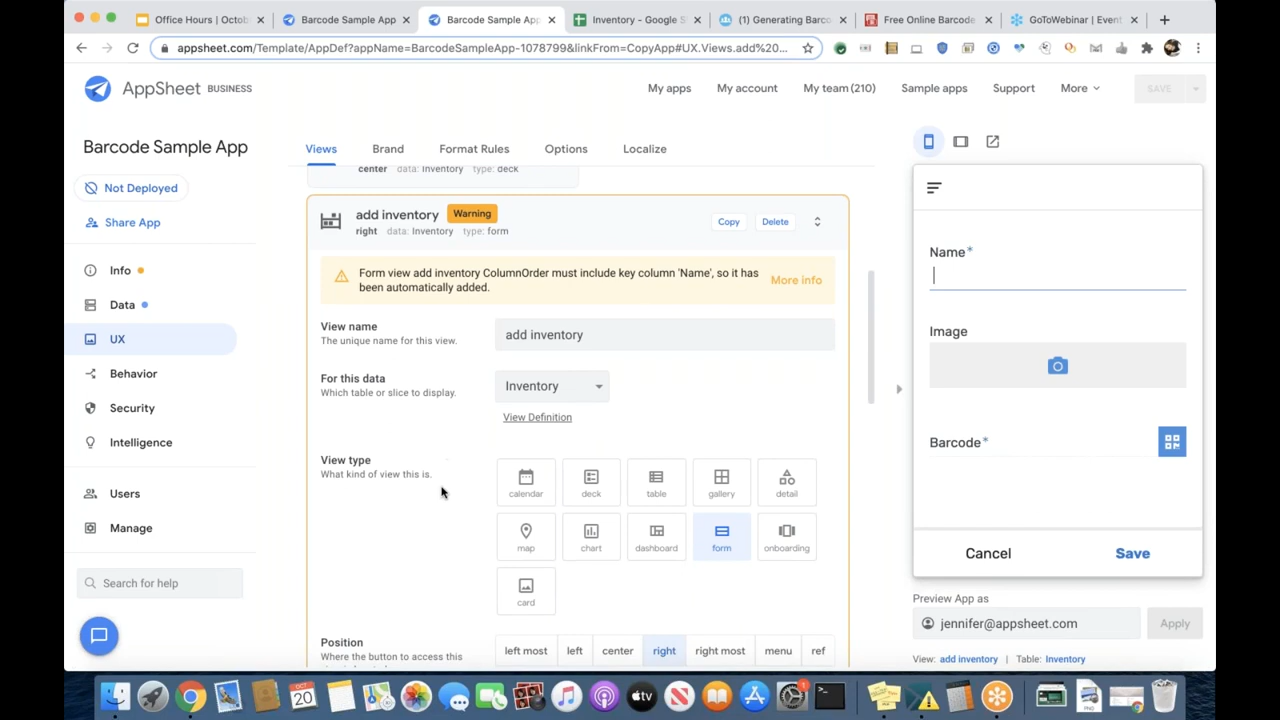 Office Hours ( Octob
Barcode Sample App
Barcode Sample App
Inventory - Google S
(1) Generating Barco
Free Online Barcode
GoToWebinar | Event
appsheet.com/Template/AppDef?appName=BarcodeSampleApp-1078799&linkFrom=CopyApp#UX.Views.add%20...
AppSheet BUSINESS
My apps
My account
My team (210)
Sample apps
Support
More
SAVE
Barcode Sample App
Not Deployed
Share App
Info
Data
UX
Behavior
Security
Intelligence
Users
Manage
Search for help
Views
Brand
Format Rules
Options
Localize
center data: Inventory type: deck
add inventory Warning
right data: Inventory type: form
Copy
Delete
Form view add inventory ColumnOrder must include key column 'Name', so it has
been automatically added.
More info
View name
The unique name for this view.
add inventory
For this data
Which table or slice to display.
Inventory
View Definition
View type
What kind of view this is.
calendar
deck
table
gallery
detail
map
chart
dashboard
form
onboarding
card
Position
Where the button to access this
left most
left
center
right
right most
menu
ref
Name*
Image
Barcode*
Cancel
Save
Preview App as
jennifer@appsheet.com
Apply
View: add inventory | Table: Inventory
OCT
20
tv
1